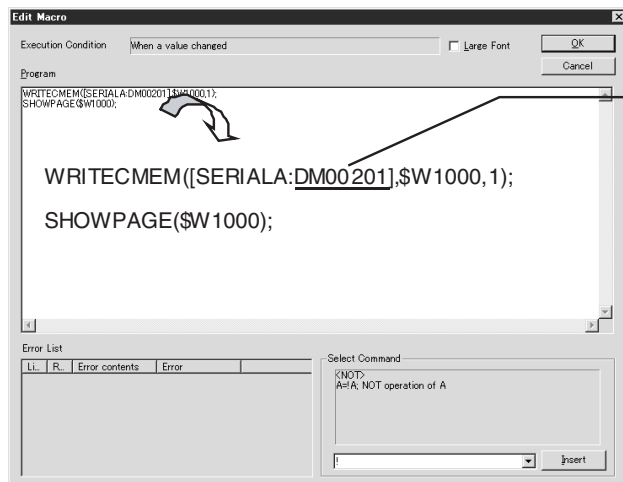 Edit Macro
Execution Condition When a value changed Large Font OK
Cancel
Program
WRITECMEM([SERIALA:DM00201],$W1000,1);
SHOWPAGE($W1000);
WRITECMEM([SERIALA:DM00201],$W1000,1);
SHOWPAGE($W1000);
Error List
Li.. R.. Error contents Error
Select Command
<NOT>
A=!A; NOT operation of A
! Insert